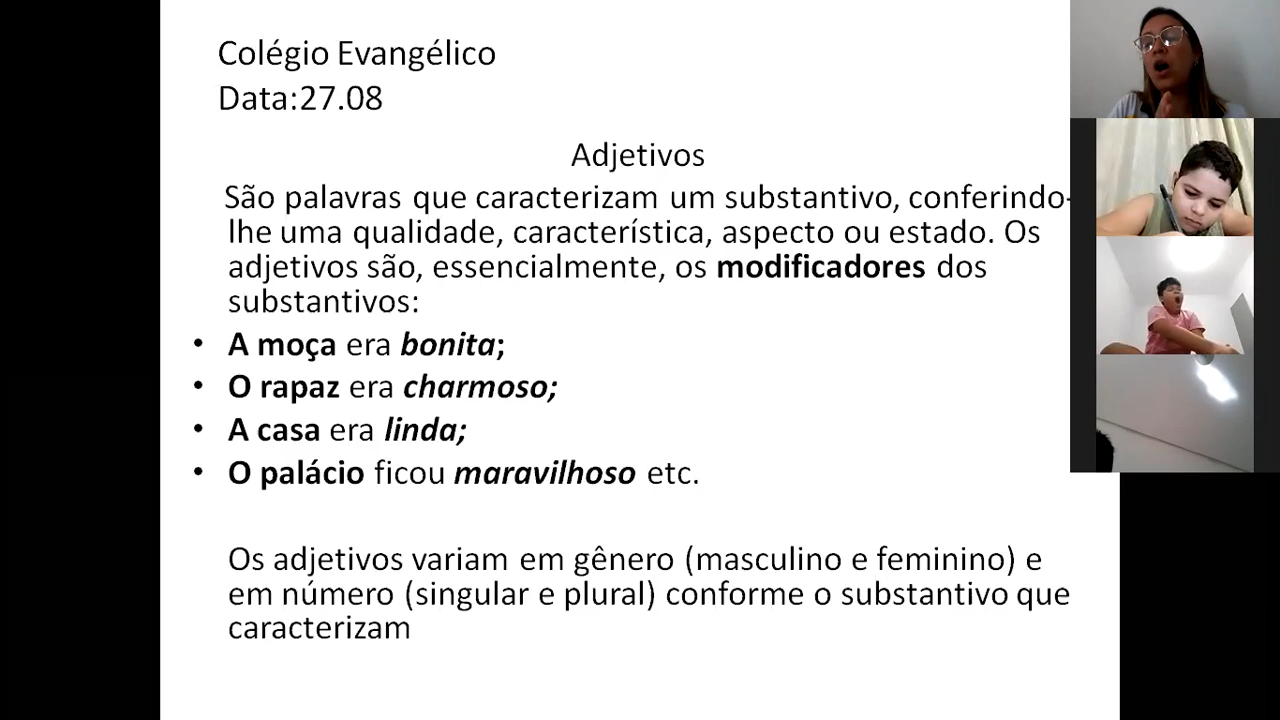 Colégio Evangélico
Data:27.08
Adjetivos
São palavras que caracterizam um substantivo, conferindo-
lhe uma qualidade, característica, aspecto ou estado. Os
adjetivos são, essencialmente, os modificadores dos
substantivos:
• A moça era bonita;
• O rapaz era charmoso;
• A casa era linda;
• O palácio ficou maravilhoso etc.
Os adjetivos variam em gênero (masculino e feminino) e
em número (singular e plural) conforme o substantivo que
caracterizam